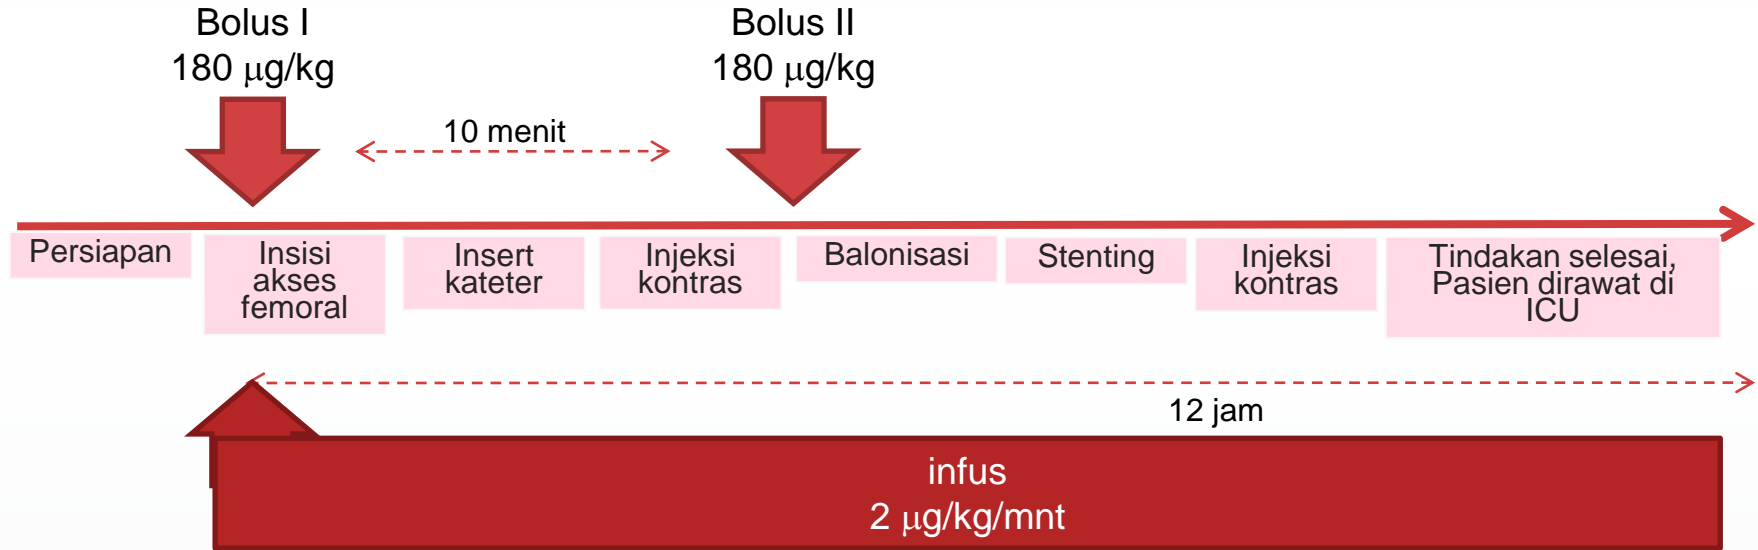 Bolus I
180 μg/kg
Bolus II
180 μg/kg
10 menit
Persiapan
Insisi
akses
femoral
Insert
kateter
Injeksi
kontras
Balonisasi
Stenting
Injeksi
kontras
Tindakan selesai,
Pasien dirawat di
ICU
12 jam
infus
2 μg/kg/mnt